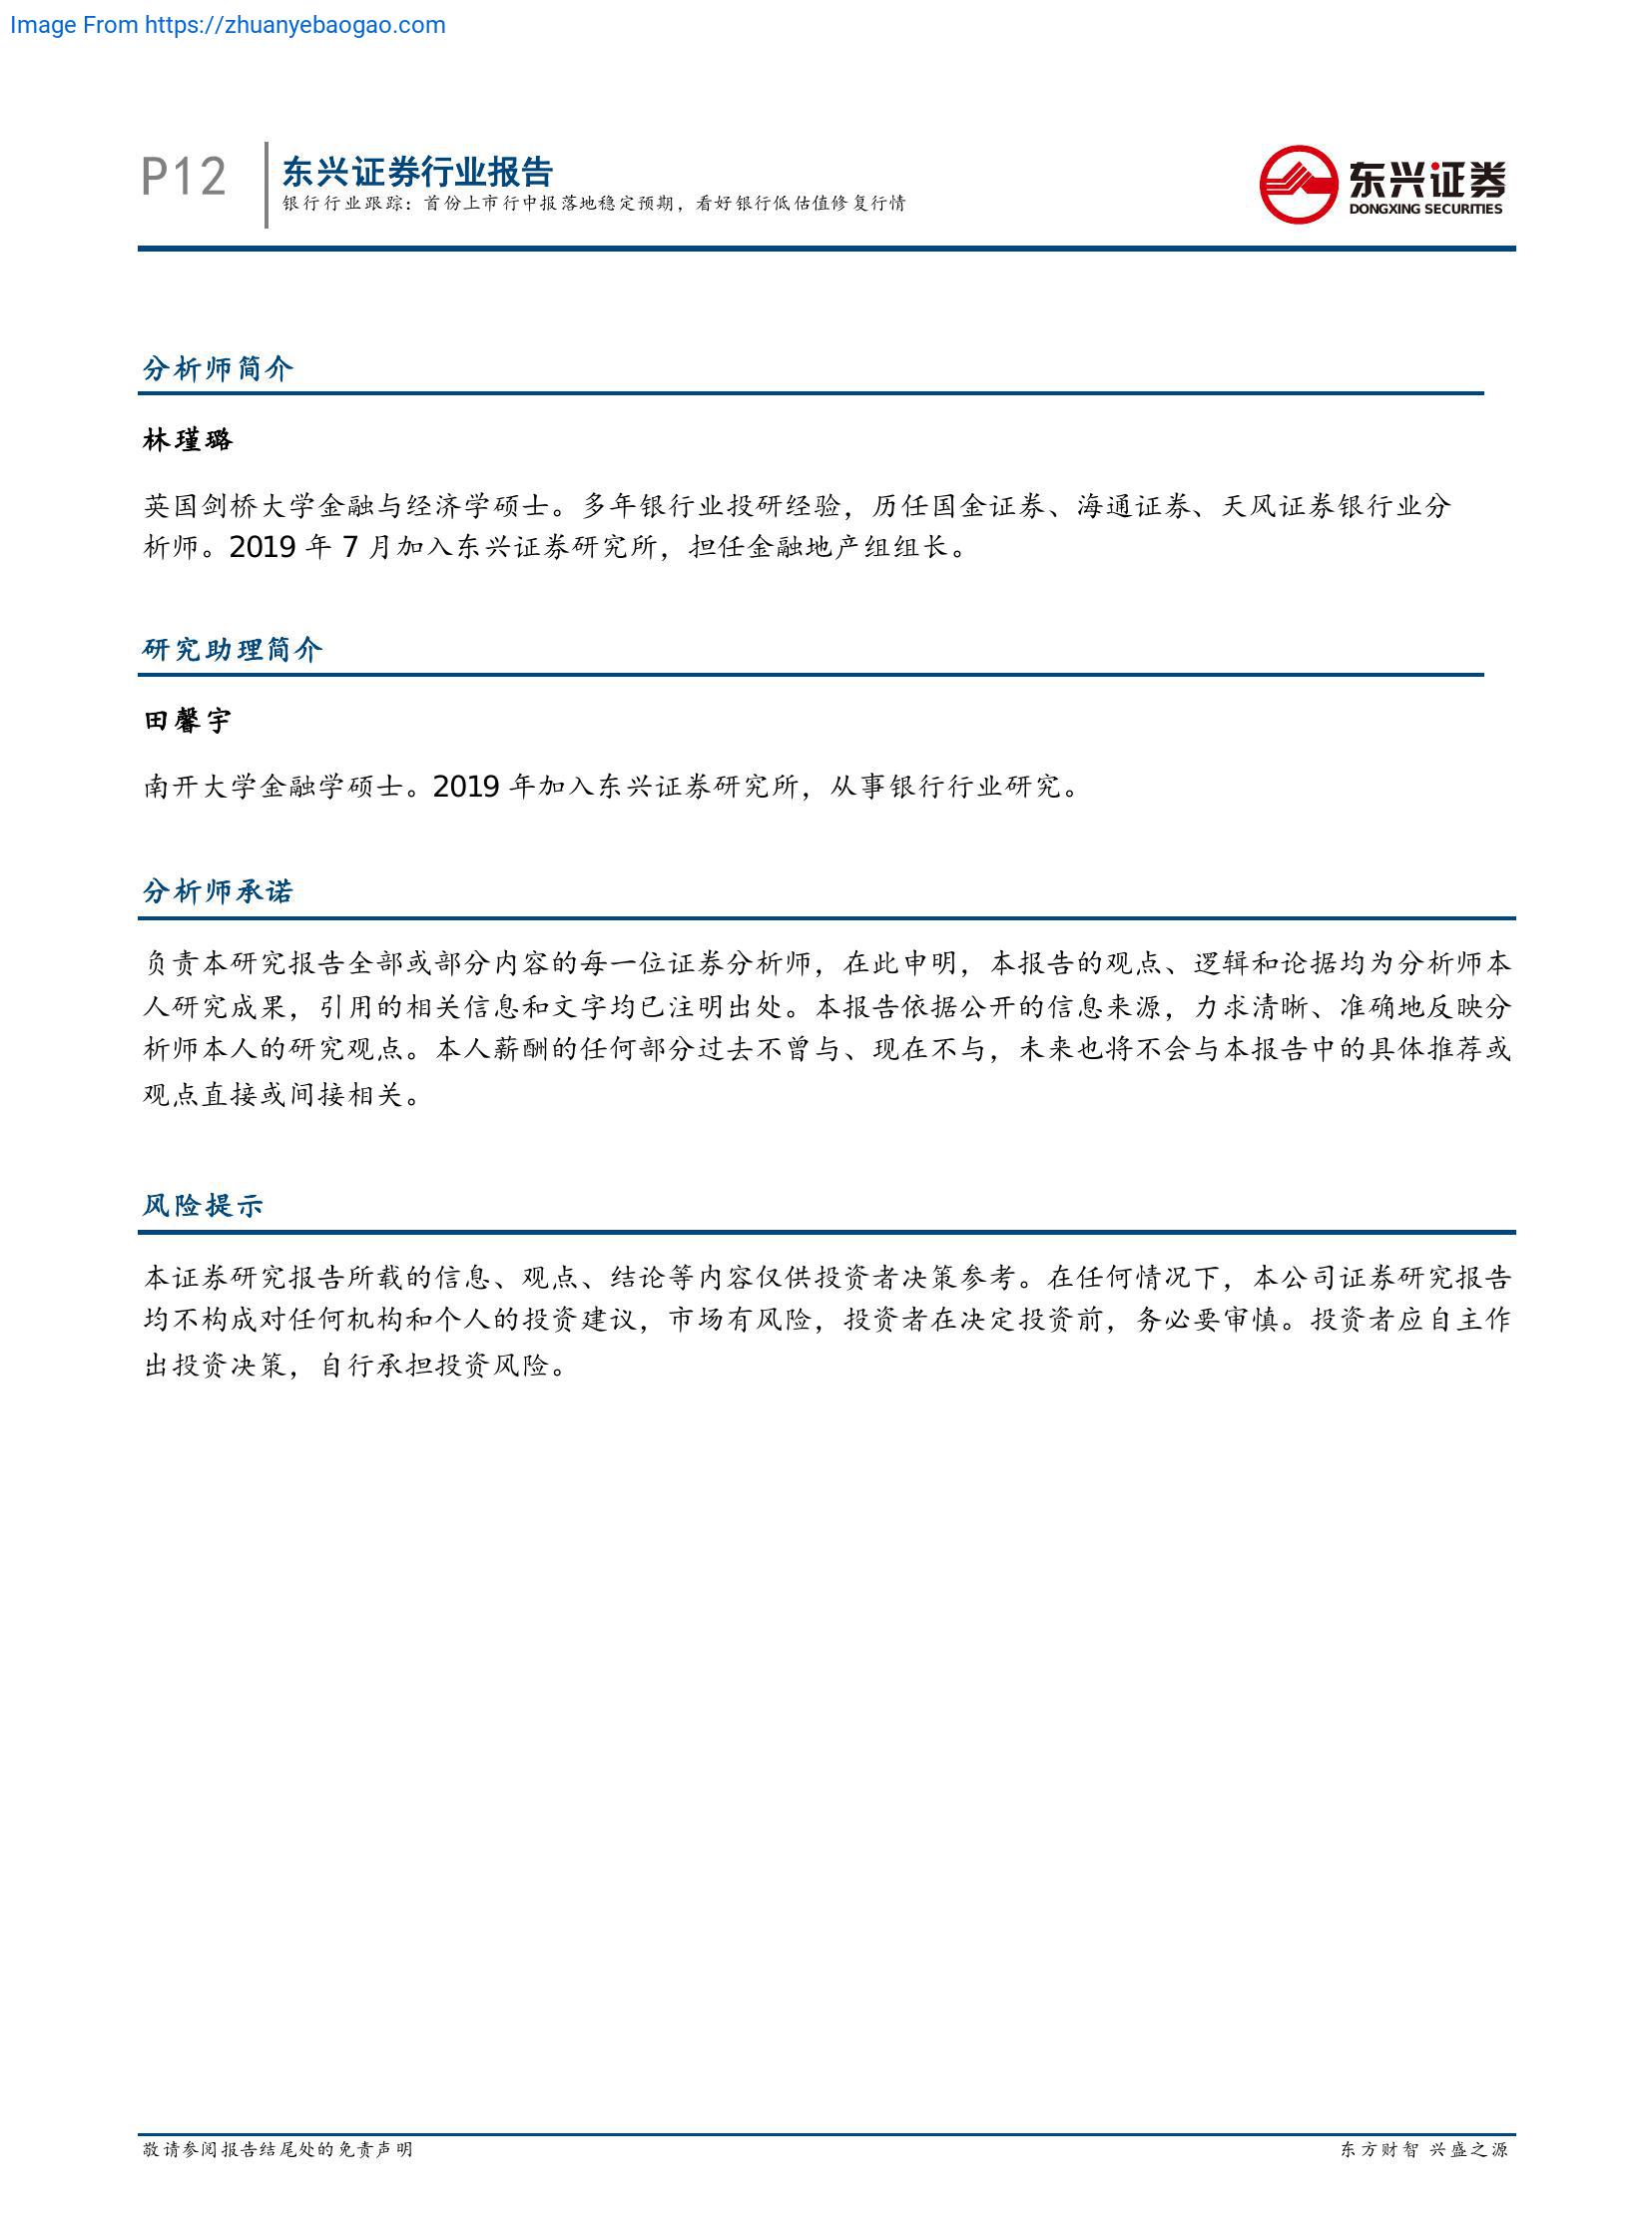 Image From https://zhuanyebaogao.com
P12
东兴证券行业报告
银行行业跟踪：首份上市行中报落地稳定预期，看好银行低估值修复行情
东兴证券
DONGXING SECURITIES
分析师简介
林瑾璐
英国剑桥大学金融与经济学硕士。多年银行业投研经验，历任国金证券、海通证券、天风证券银行业分
析师。2019 年 7 月加入东兴证券研究所，担任金融地产组组长。
研究助理简介
田馨宇
南开大学金融学硕士。2019 年加入东兴证券研究所，从事银行行业研究。
分析师承诺
负责本研究报告全部或部分内容的每一位证券分析师，在此申明，本报告的观点、逻辑和论据均为分析师本
人研究成果，引用的相关信息和文字均已注明出处。本报告依据公开的信息来源，力求清晰、准确地反映分
析师本人的研究观点。本人薪酬的任何部分过去不曾与、现在不与，未来也将不会与本报告中的具体推荐或
观点直接或间接相关。
风险提示
本证券研究报告所载的信息、观点、结论等内容仅供投资者决策参考。在任何情况下，本公司证券研究报告
均不构成对任何机构和个人的投资建议，市场有风险，投资者在决定投资前，务必要审慎。投资者应自主作
出投资决策，自行承担投资风险。
敬请参阅报告结尾处的免责声明
东方财智 兴盛之源